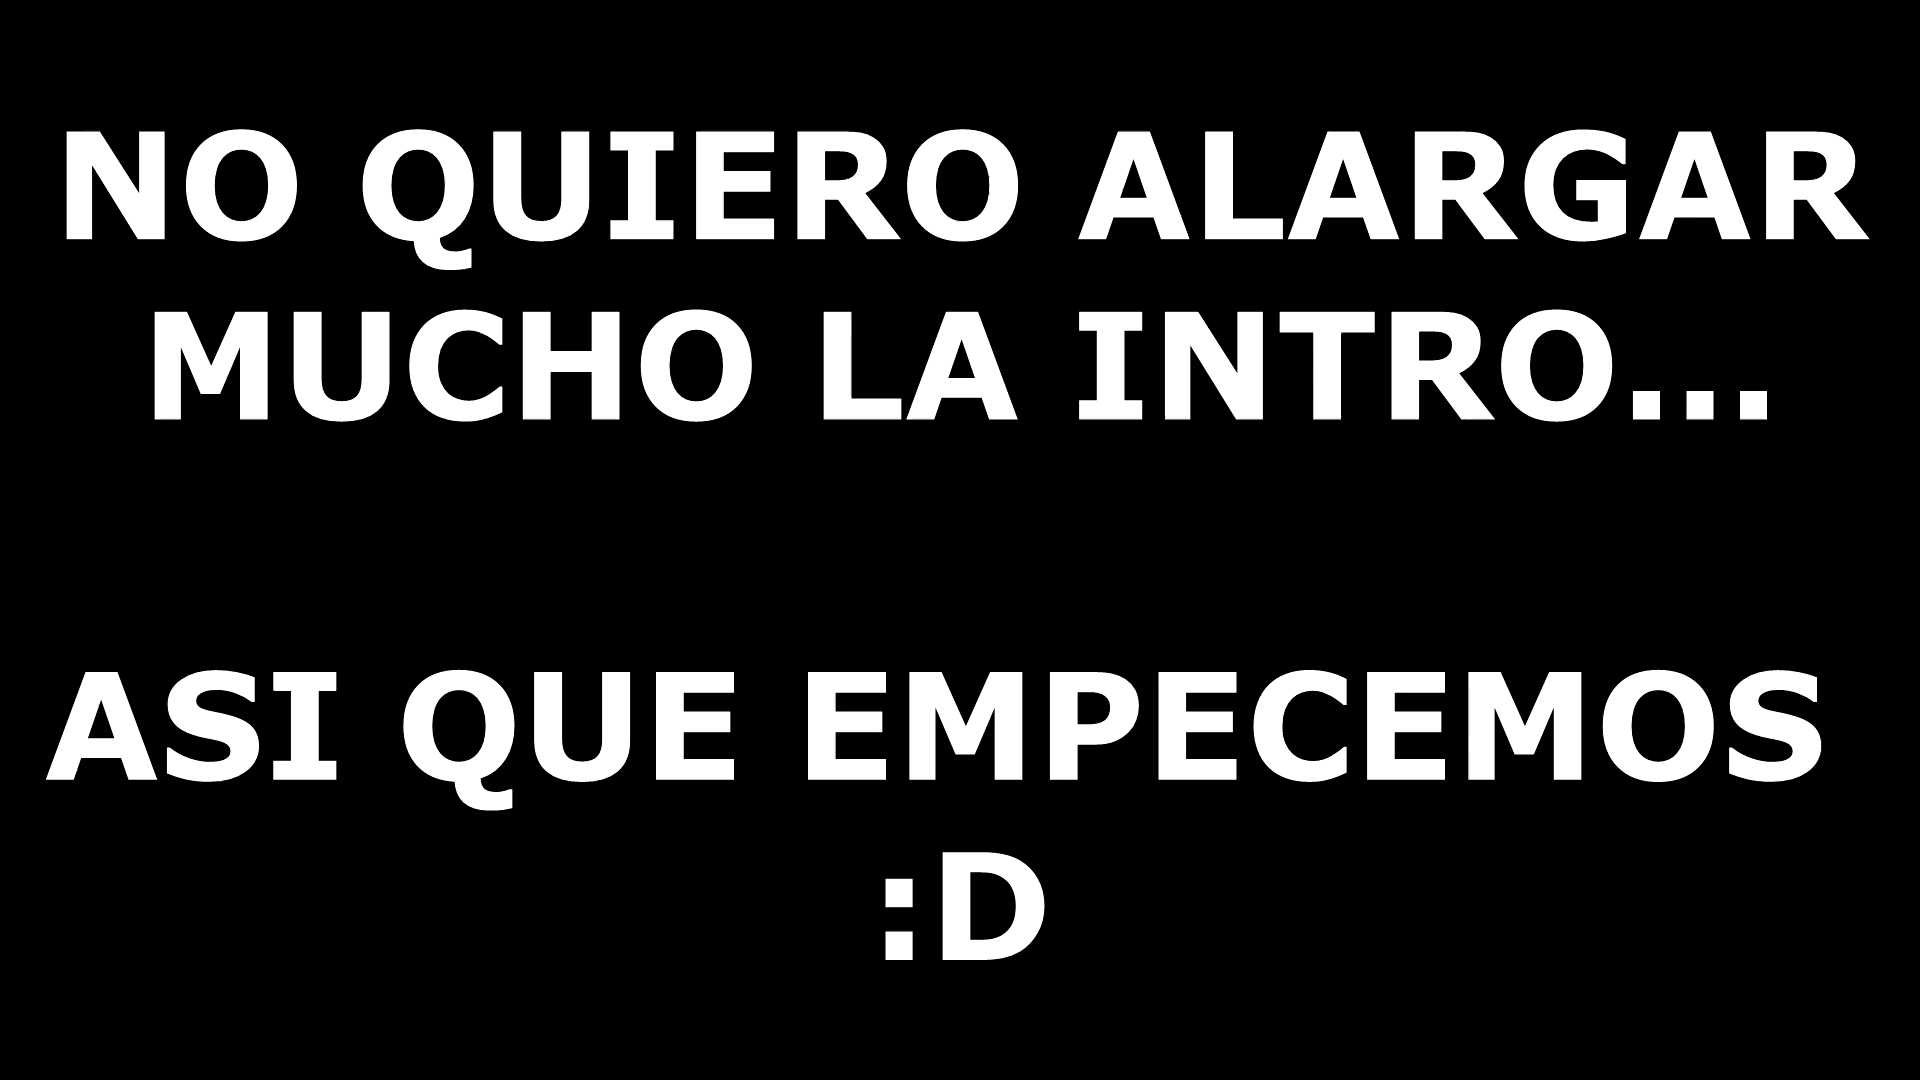 NO QUIERO ALARGAR
MUCHO LA INTRO...
ASI QUE EMPECEMOS
:D